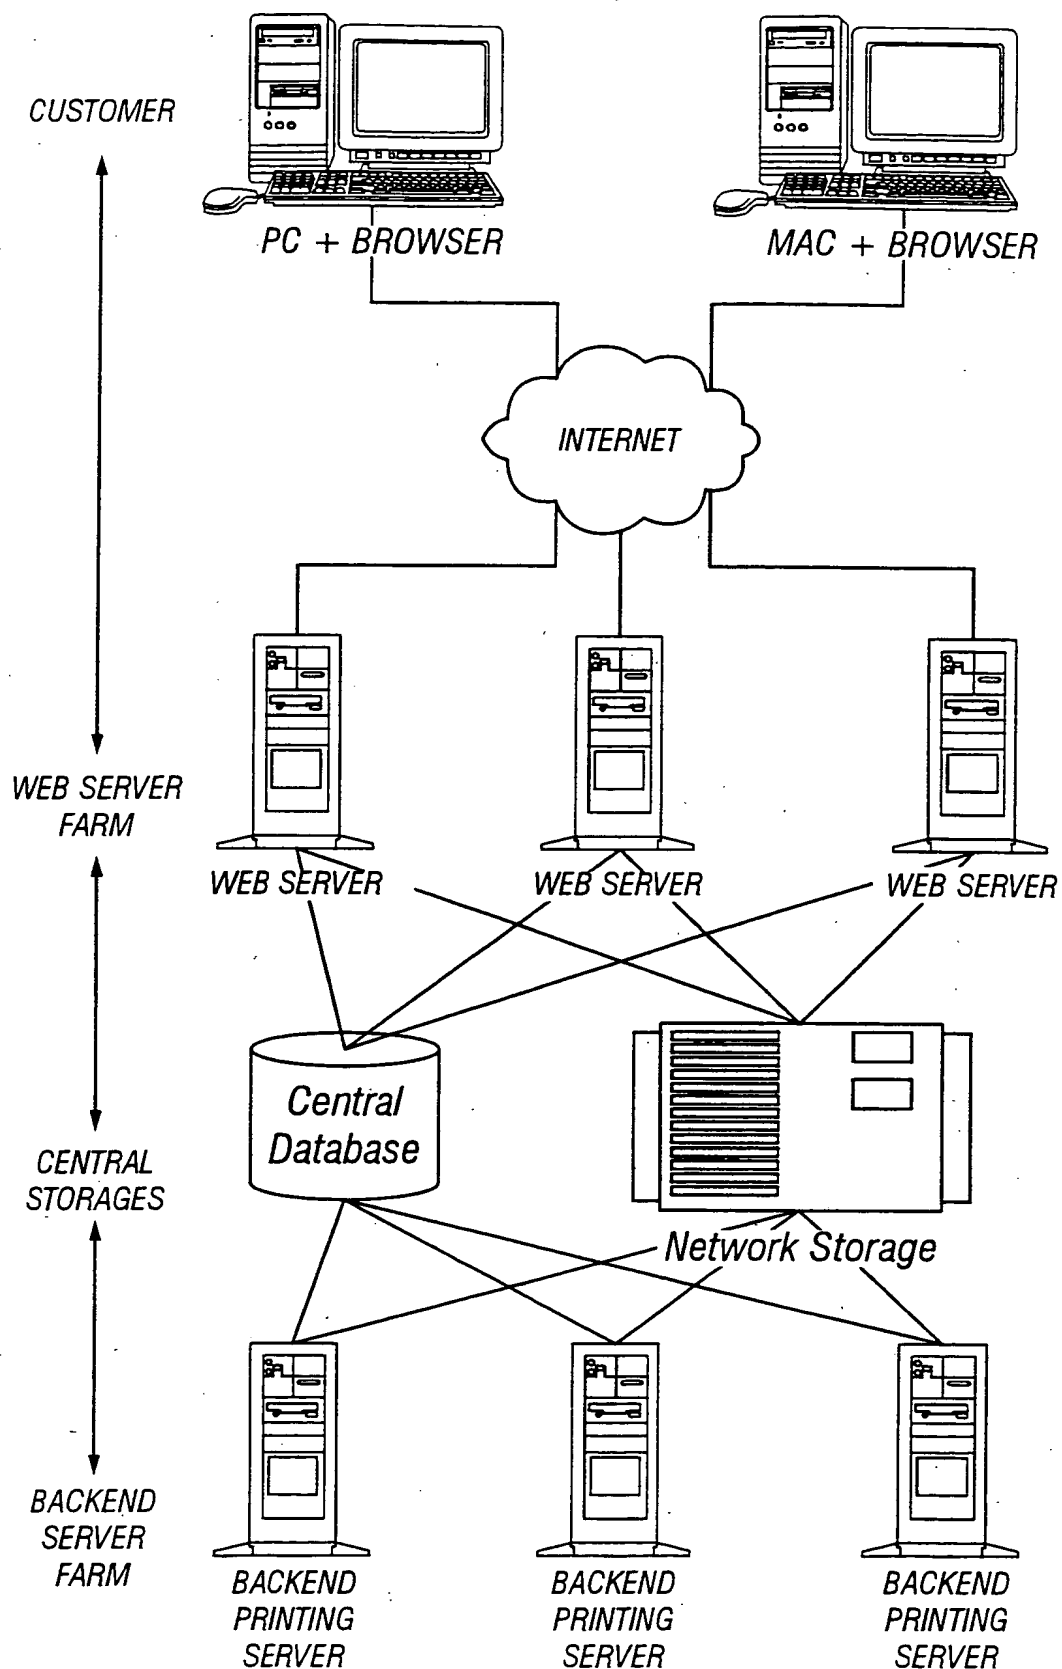 CUSTOMER
PC + BROWSER
MAC + BROWSER
INTERNET
WEB SERVER
FARM
WEB SERVER
WEB SERVER
WEB SERVER
Central
Database
CENTRAL
STORAGES
Network Storage
BACKEND
SERVER
FARM
BACKEND
PRINTING
SERVER
BACKEND
PRINTING
SERVER
BACKEND
PRINTING
SERVER